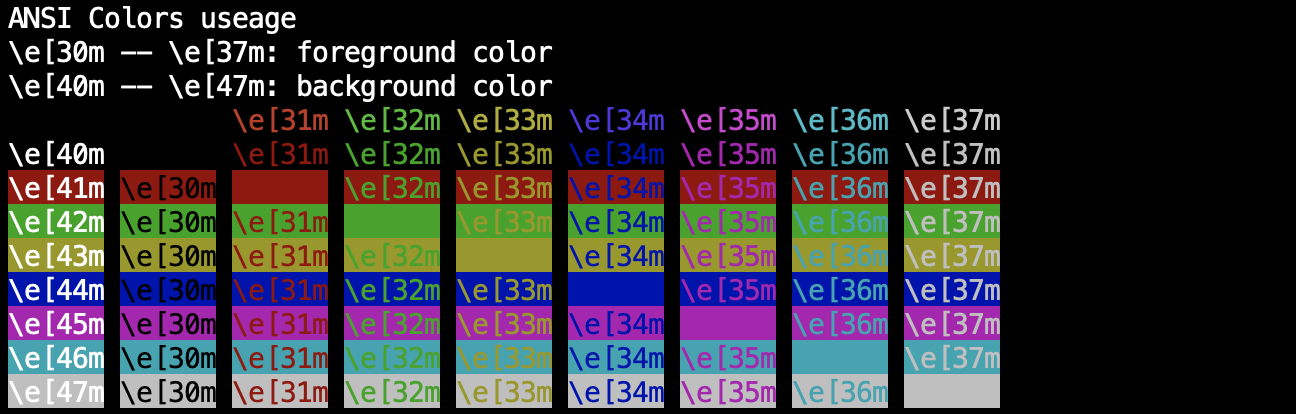 ANSI Colors useage
\e[30m -- \e[37m: foreground color
\e[40m -- \e[47m: background color
\e[31m \e[32m \e[33m \e[34m \e[35m \e[36m \e[37m
\e[40m \e[31m \e[32m \e[33m \e[34m \e[35m \e[36m \e[37m
\e[41m \e[30m \e[32m \e[33m \e[34m \e[35m \e[36m \e[37m
\e[42m \e[30m \e[31m \e[33m \e[34m \e[35m \e[36m \e[37m
\e[43m \e[30m \e[31m \e[32m \e[34m \e[35m \e[36m \e[37m
\e[44m \e[30m \e[31m \e[32m \e[33m \e[35m \e[36m \e[37m
\e[45m \e[30m \e[31m \e[32m \e[33m \e[34m \e[36m \e[37m
\e[46m \e[30m \e[31m \e[32m \e[33m \e[34m \e[35m \e[37m
\e[47m \e[30m \e[31m \e[32m \e[33m \e[34m \e[35m \e[36m